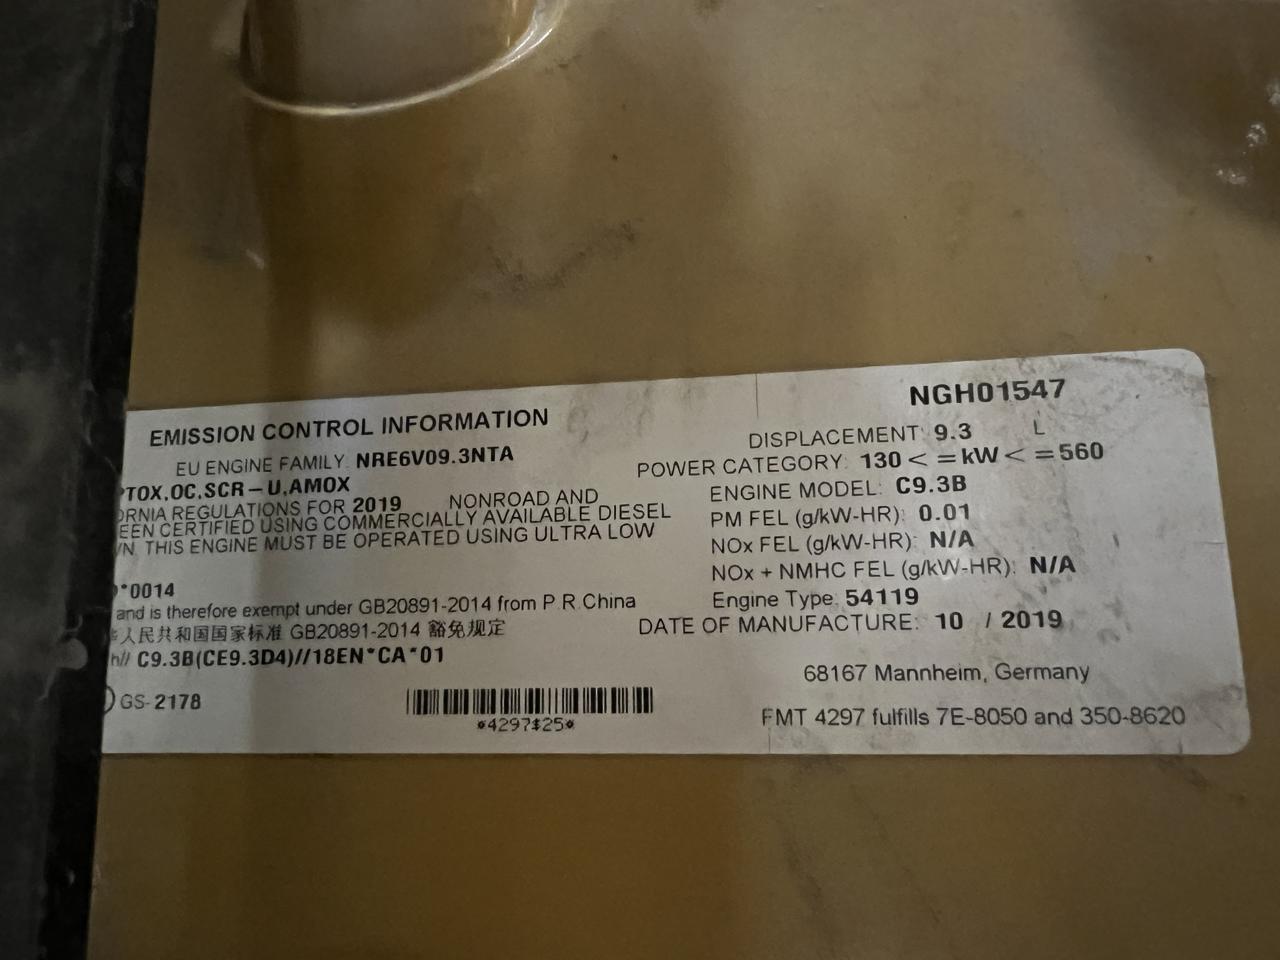 NGH01547
EMISSION CONTROL INFORMATION
DISPLACEMENT: 9.3 L
EU ENGINE FAMILY: NRE6V09.3NTA
POWER CATEGORY: 130 < =kW< =560
PTOX,OC,SCR-U,AMOX
ENGINE MODEL: C9.3B
ORNIA REGULATIONS FOR 2019 NONROAD AND
PM FEL (g/kW-HR): 0.01
EEN CERTIFIED USING COMMERCIALLY AVAILABLE DIESEL
NOx FEL (g/kW-HR): N/A
THIS ENGINE MUST BE OPERATED USING ULTRA LOW
NOx + NMHC FEL (g/kW-HR): N/A
*0014
Engine Type: 54119
and is therefore exempt under GB20891-2014 from P.R.China
DATE OF MANUFACTURE: 10 / 2019
人民共和国国家标准 GB20891-2014 豁免规定
h// C9.3B(CE9.3D4)//18EN*CA*01
68167 Mannheim, Germany
GS-2178
*4297$25*
FMT 4297 fulfills 7E-8050 and 350-8620